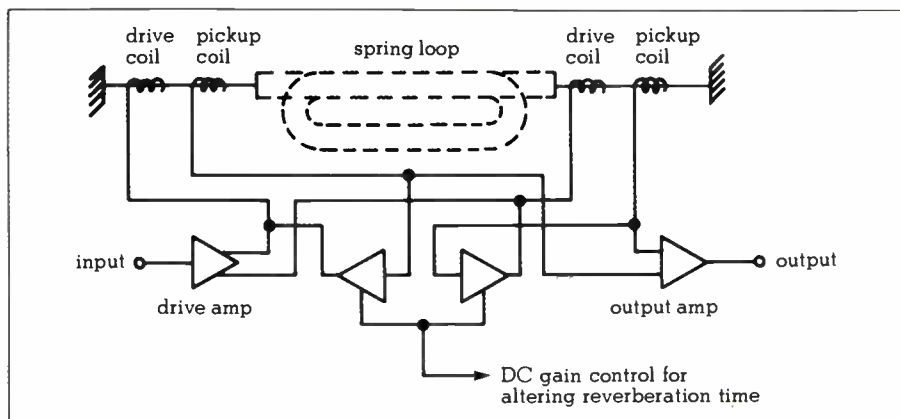 drive
coil
pickup
coil
spring loop
drive
coil
pickup
coil
input
drive amp
output amp
output
DC gain control for
altering reverberation time